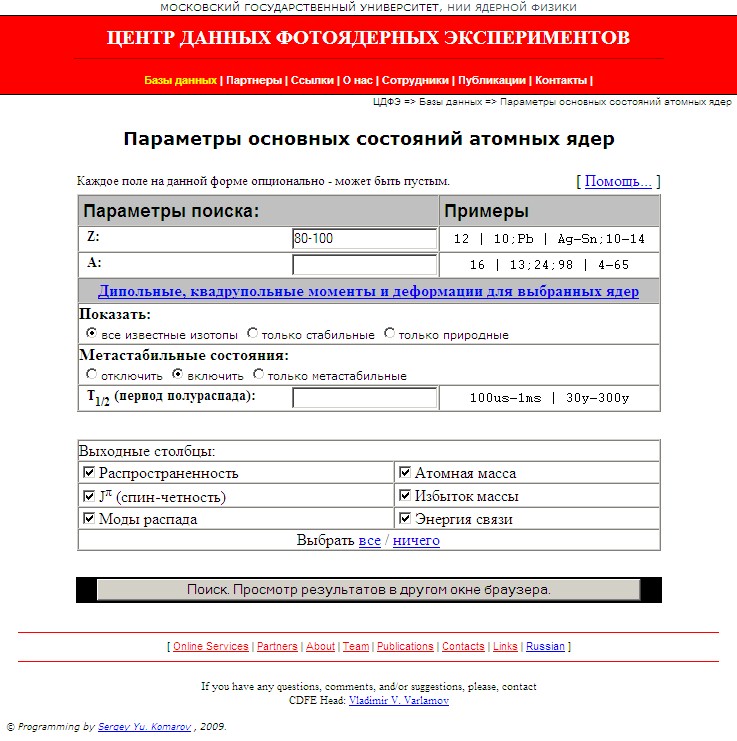 МОСКОВСКИЙ ГОСУДАРСТВЕННЫЙ УНИВЕРСИТЕТ, НИИ ЯДЕРНОЙ ФИЗИКИ
ЦЕНТР ДАННЫХ ФОТОЯДЕРНЫХ ЭКСПЕРИМЕНТОВ
Базы данных | Партнеры | Ссылки | О нас | Сотрудники | Публикации | Контакты |
ЦДФЭ => Базы данных => Параметры основных состояний атомных ядер
Параметры основных состояний атомных ядер
Каждое поле на данной форме опционально - может быть пустым. [ Помощь... ]
Параметры поиска: Примеры
Z: 80-100 12 | 10;Pb | Ag-Sn;10-14
A: 16 | 13;24;98 | 4-65
Дипольные, квадрупольные моменты и деформации для выбранных ядер
Показать:
все известные изотопы только стабильные только природные
Метастабильные состояния:
отключить включить только метастабильные
T1/2 (период полураспада): 100us-1ms | 30y-300y
Выходные столбцы:
Распространенность Атомная масса
Jπ (спин-четность) Избыток массы
Моды распада Энергия связи
Выбрать все / ничего
Поиск. Просмотр результатов в другом окне браузера.
[ Online Services | Partners | About | Team | Publications | Contacts | Links | Russian ]
If you have any questions, comments, and/or suggestions, please, contact
CDFE Head: Vladimir V. Varlamov
© Programming by Sergey Yu. Komarov , 2009.